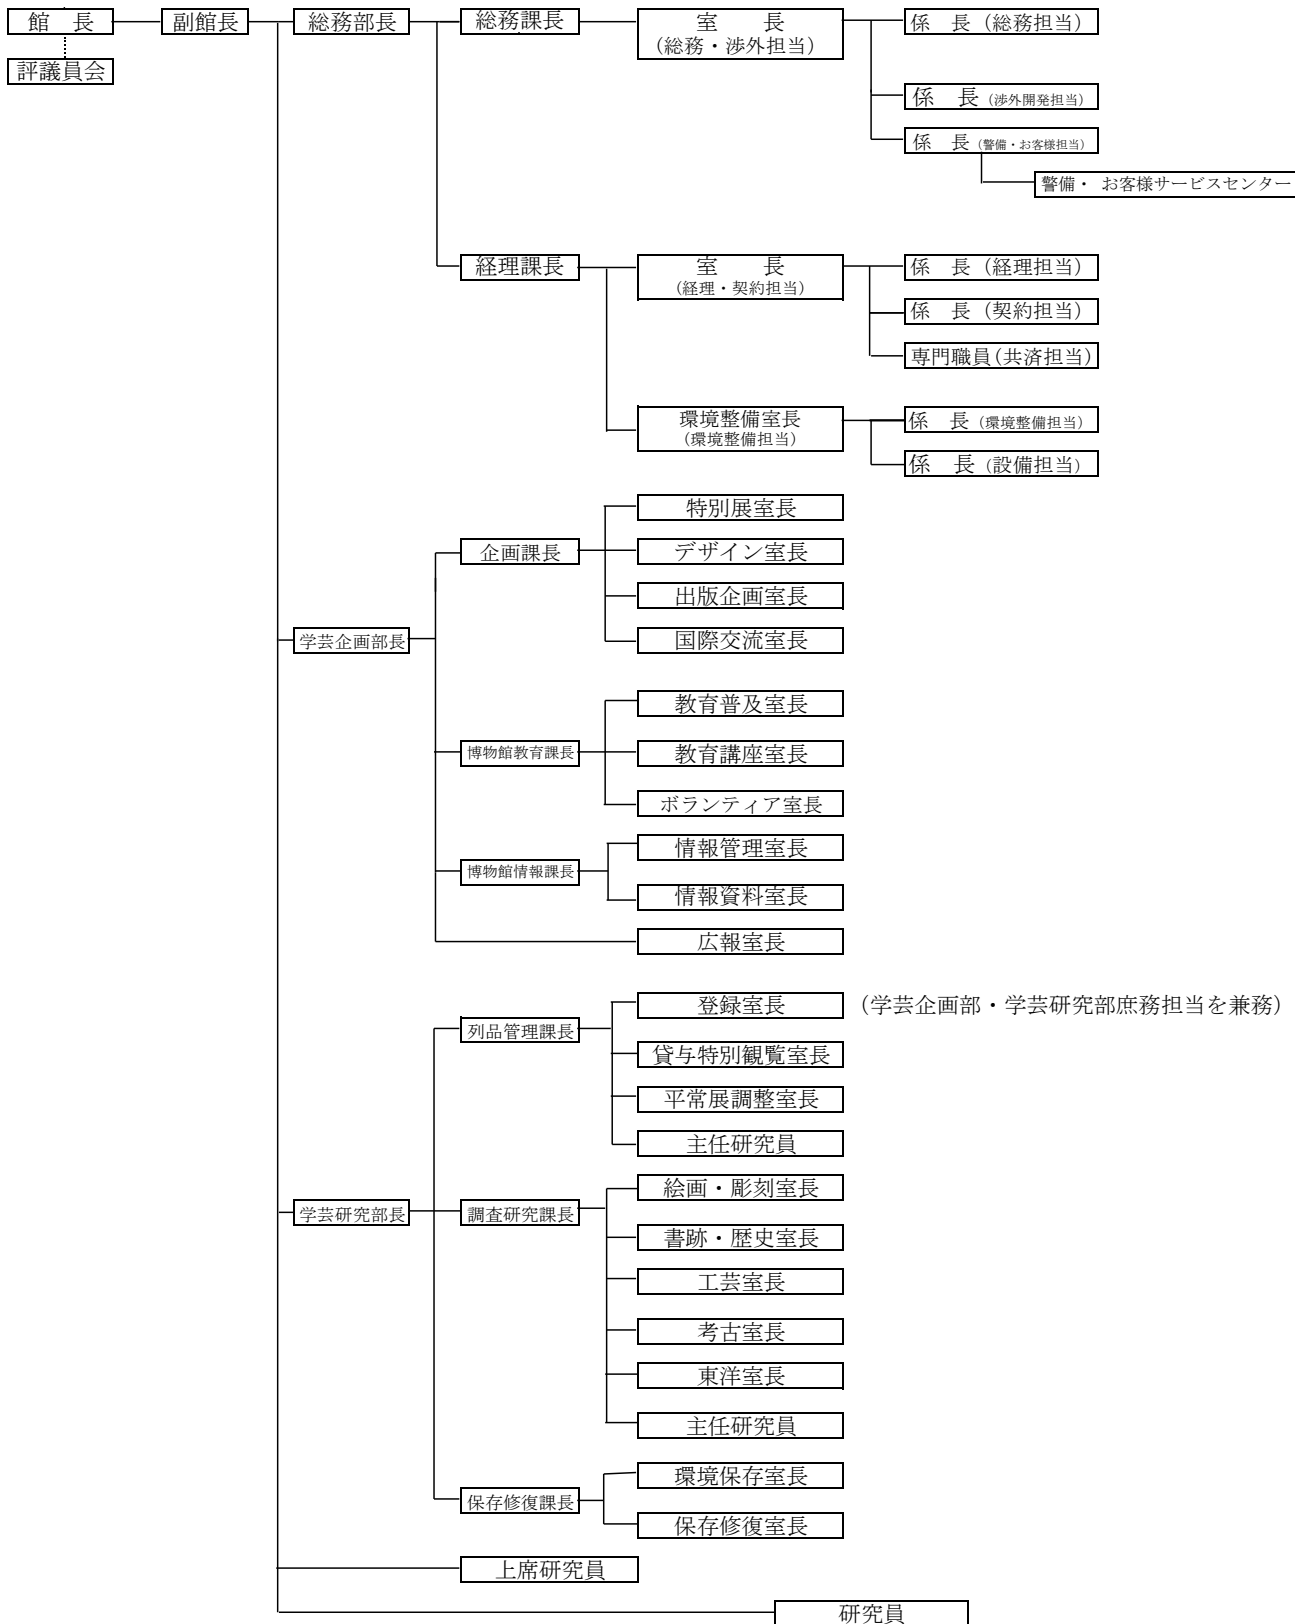 館　長
副館長
総務部長
総務課長
室　　長
（総務・渉外担当）
係　長（総務担当）
評議員会
係　長（渉外開発担当）
係　長（警備・お客様担当）
警備・ お客様サービスセンター
経理課長
室　　長
（経理・契約担当）
係　長（経理担当）
係　長（契約担当）
専門職員（共済担当）
環境整備室長
（環境整備担当）
係　長（環境整備担当）
係　長（設備担当）
学芸企画部長
企画課長
特別展室長
デザイン室長
出版企画室長
国際交流室長
博物館教育課長
教育普及室長
教育講座室長
ボランティア室長
博物館情報課長
情報管理室長
情報資料室長
広報室長
学芸研究部長
列品管理課長
登録室長
（学芸企画部・学芸研究部庶務担当を兼務）
貸与特別観覧室長
平常展調整室長
主任研究員
調査研究課長
絵画・彫刻室長
書跡・歴史室長
工芸室長
考古室長
東洋室長
主任研究員
保存修復課長
環境保存室長
保存修復室長
上席研究員
研究員